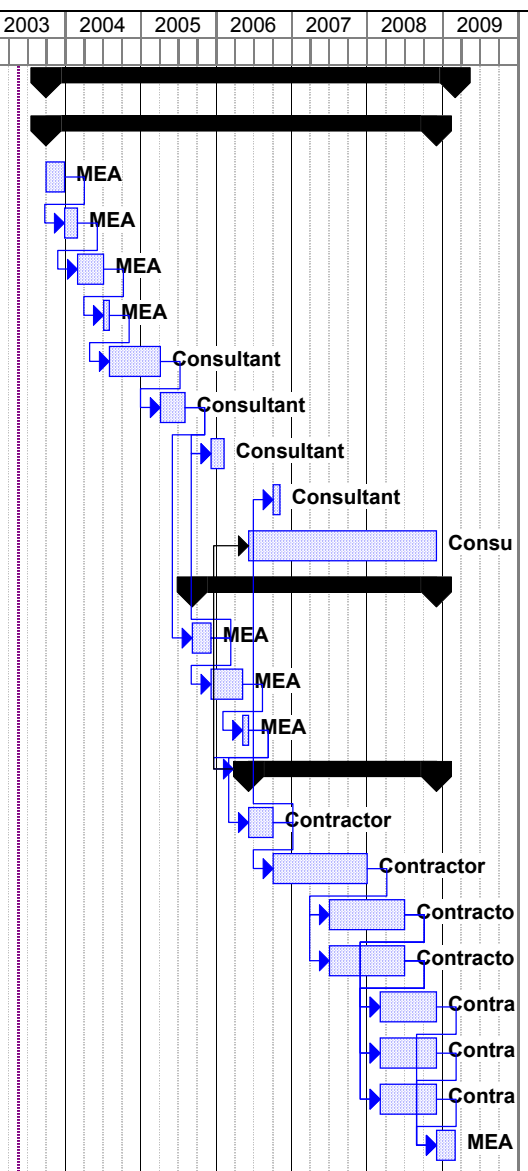 2003 2004 2005 2006 2007 2008 2009
MEA
MEA
MEA
MEA
Consultant
Consultant
Consultant
Consultant
Consu
MEA
MEA
MEA
Contractor
Contractor
Contracto
Contracto
Contra
Contra
Contra
MEA